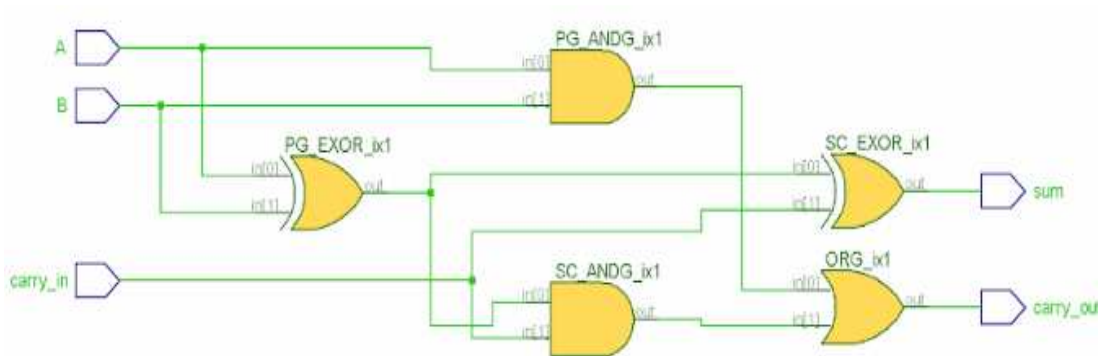 PG_ANDG_ix1
A
in[0]
out
in[1]
B
PG_EXOR_ix1
SC_EXOR_ix1
in[0]
in[0]
out
out
sum
in[1]
in[1]
carry_in
SC_ANDG_ix1
ORG_ix1
in[0]
in[0]
out
out
carry_out
in[1]
in[1]